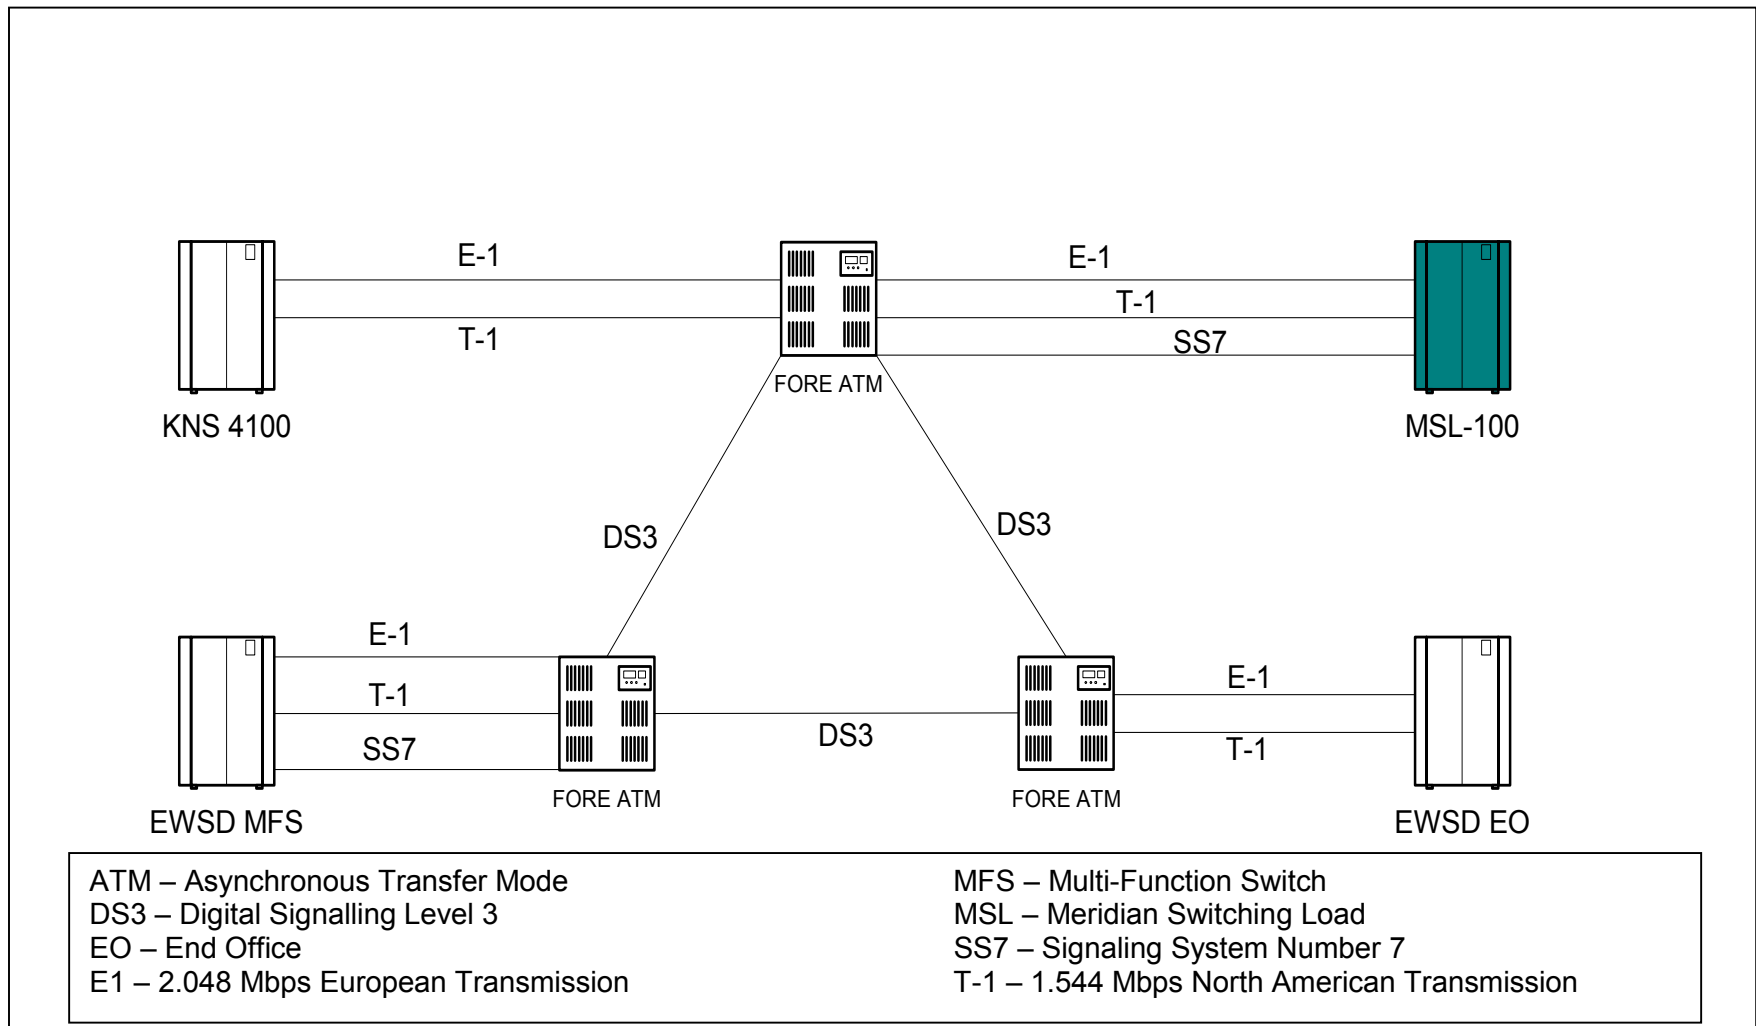 E-1
E-1
T-1
T-1
SS7
FORE ATM
KNS 4100
MSL-100
DS3
DS3
E-1
T-1
SS7
DS3
E-1
T-1
FORE ATM
FORE ATM
EWSD MFS
EWSD EO
ATM – Asynchronous Transfer Mode
DS3 – Digital Signalling Level 3
EO – End Office
E1 – 2.048 Mbps European Transmission
MFS – Multi-Function Switch
MSL – Meridian Switching Load
SS7 – Signaling System Number 7
T-1 – 1.544 Mbps North American Transmission